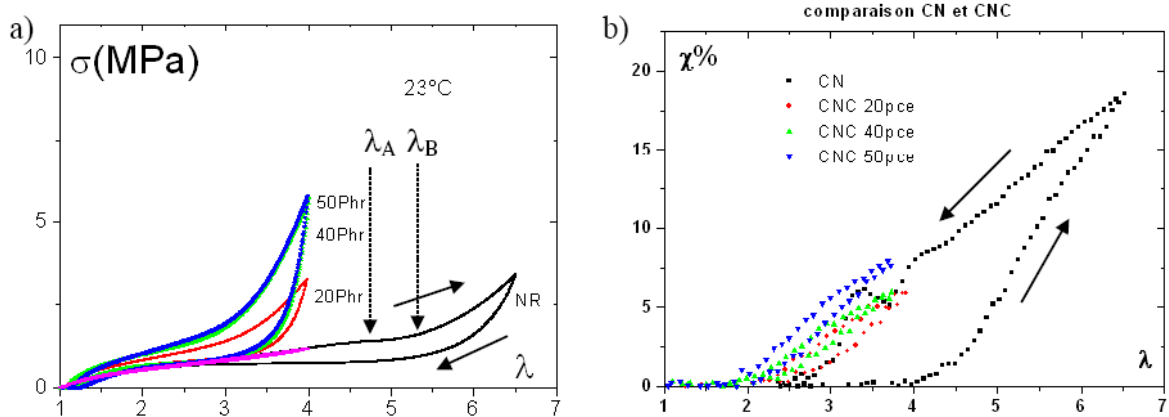 a)
σ(MPa)
23°C
λA λB
50Phr
40Phr
20Phr
NR
λ
10
5
0
1 2 3 4 5 6 7
b)
comparaison CN et CNC
χ%
CN
CNC 20pce
CNC 40pce
CNC 50pce
λ
20
15
10
5
0
1 2 3 4 5 6 7